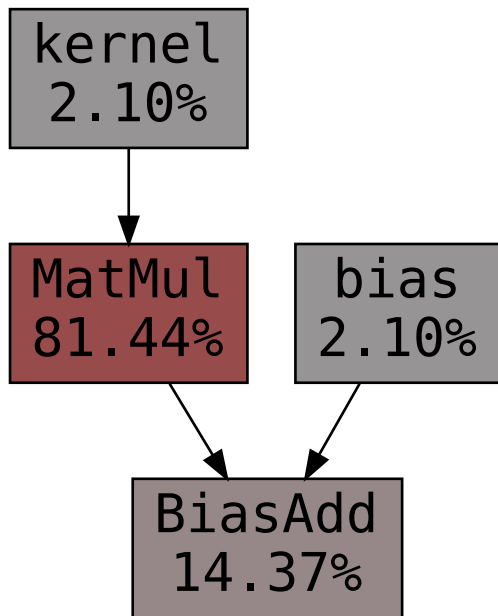 kernel
2.10%
MatMul
81.44%
bias
2.10%
BiasAdd
14.37%